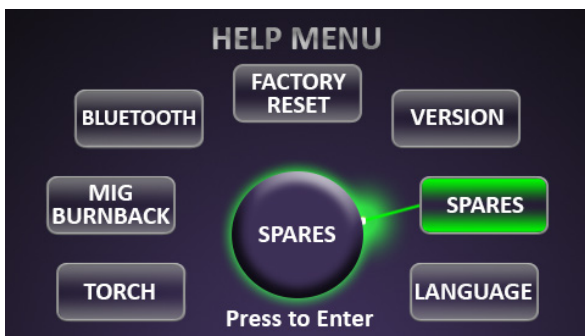 HELP MENU
FACTORY
RESET
BLUETOOTH
VERSION
MIG
BURNBACK
SPARES
SPARES
TORCH
LANGUAGE
Press to Enter